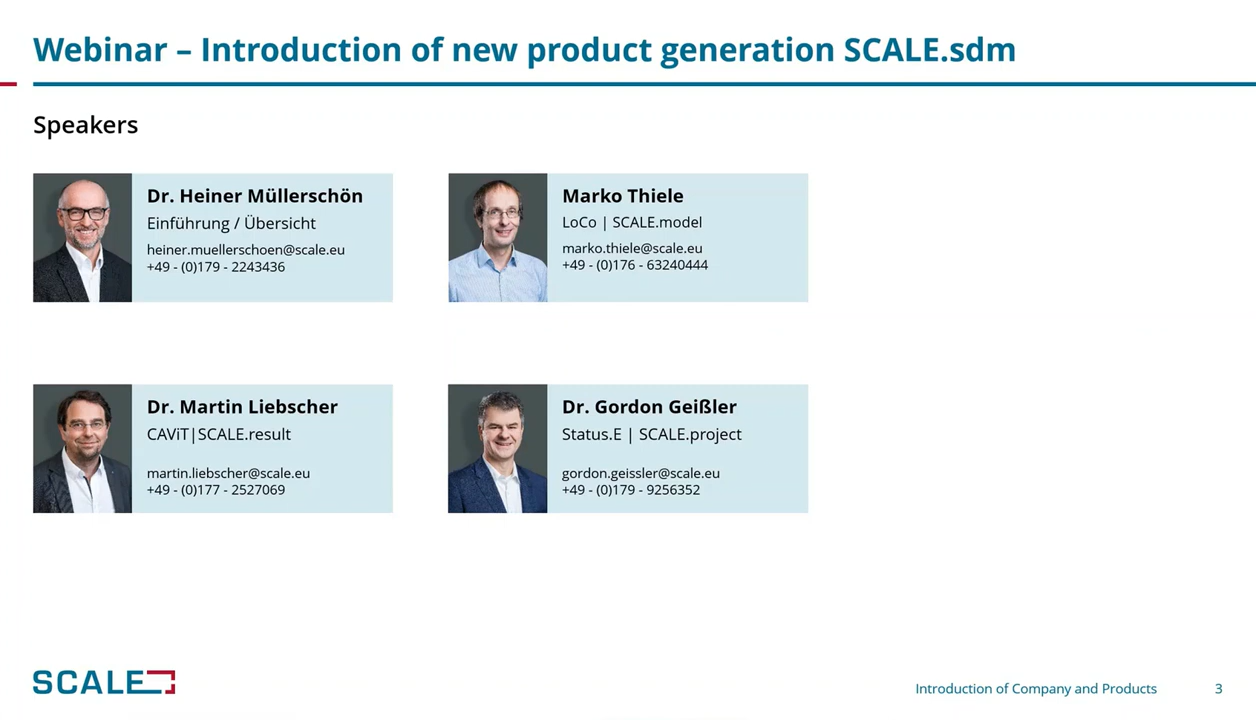 Webinar – Introduction of new product generation SCALE.sdm
Speakers
Dr. Heiner Müllerschön
Einführung / Übersicht
heiner.muellerschoen@scale.eu
+49 - (0)179 - 2243436
Marko Thiele
LoCo | SCALE.model
marko.thiele@scale.eu
+49 - (0)176 - 63240444
Dr. Martin Liebscher
CAViT|SCALE.result
martin.liebscher@scale.eu
+49 - (0)177 - 2527069
Dr. Gordon Geißler
Status.E | SCALE.project
gordon.geissler@scale.eu
+49 - (0)179 - 9256352
SCALE
Introduction of Company and Products 3